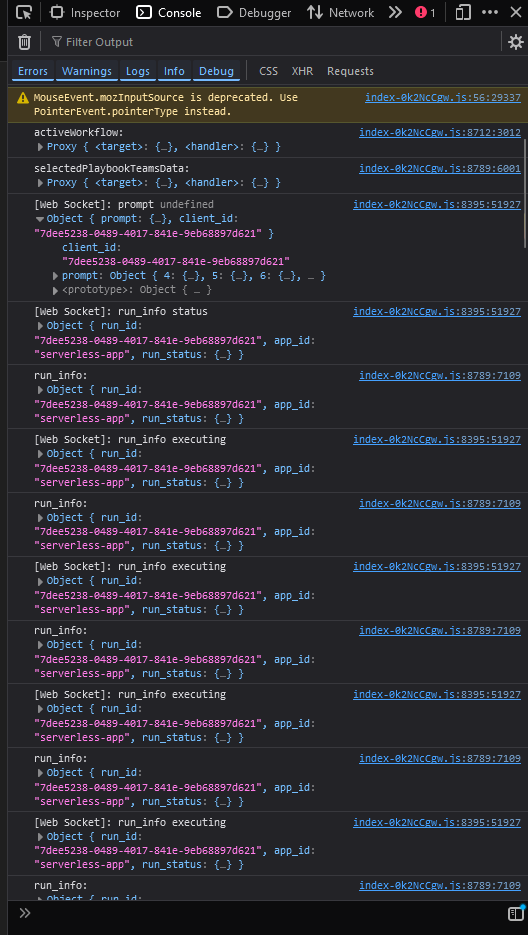 Inspector Console Debugger Network 1
Filter Output
Errors Warnings Logs Info Debug CSS XHR Requests
MouseEvent.mozInputSource is deprecated. Use index-0k2NcCgw.js:56:29337
PointerEvent.pointerType instead.
activeWorkflow: index-0k2NcCgw.js:8712:3012
Proxy { <target>: {…}, <handler>: {…} }
selectedPlaybookTeamsData: index-0k2NcCgw.js:8789:6001
Proxy { <target>: {…}, <handler>: {…} }
[Web Socket]: prompt undefined index-0k2NcCgw.js:8395:51927
Object { prompt: {…}, client_id:
"7dee5238-0489-4017-841e-9eb68897d621" }
client_id:
"7dee5238-0489-4017-841e-9eb68897d621"
prompt: Object { 4: {…}, 5: {…}, 6: {…}, … }
<prototype>: Object { … }
[Web Socket]: run_info status index-0k2NcCgw.js:8395:51927
Object { run_id:
"7dee5238-0489-4017-841e-9eb68897d621", app_id:
"serverless-app", run_status: {…} }
run_info: index-0k2NcCgw.js:8789:7109
Object { run_id:
"7dee5238-0489-4017-841e-9eb68897d621", app_id:
"serverless-app", run_status: {…} }
[Web Socket]: run_info executing index-0k2NcCgw.js:8395:51927
Object { run_id:
"7dee5238-0489-4017-841e-9eb68897d621", app_id:
"serverless-app", run_status: {…} }
run_info: index-0k2NcCgw.js:8789:7109
Object { run_id:
"7dee5238-0489-4017-841e-9eb68897d621", app_id:
"serverless-app", run_status: {…} }
[Web Socket]: run_info executing index-0k2NcCgw.js:8395:51927
Object { run_id:
"7dee5238-0489-4017-841e-9eb68897d621", app_id:
"serverless-app", run_status: {…} }
run_info: index-0k2NcCgw.js:8789:7109
Object { run_id:
"7dee5238-0489-4017-841e-9eb68897d621", app_id:
"serverless-app", run_status: {…} }
[Web Socket]: run_info executing index-0k2NcCgw.js:8395:51927
Object { run_id:
"7dee5238-0489-4017-841e-9eb68897d621", app_id:
"serverless-app", run_status: {…} }
run_info: index-0k2NcCgw.js:8789:7109
Object { run_id:
"7dee5238-0489-4017-841e-9eb68897d621", app_id:
"serverless-app", run_status: {…} }
[Web Socket]: run_info executing index-0k2NcCgw.js:8395:51927
Object { run_id:
"7dee5238-0489-4017-841e-9eb68897d621", app_id:
"serverless-app", run_status: {…} }
run_info: index-0k2NcCgw.js:8789:7109
Object { run_id: